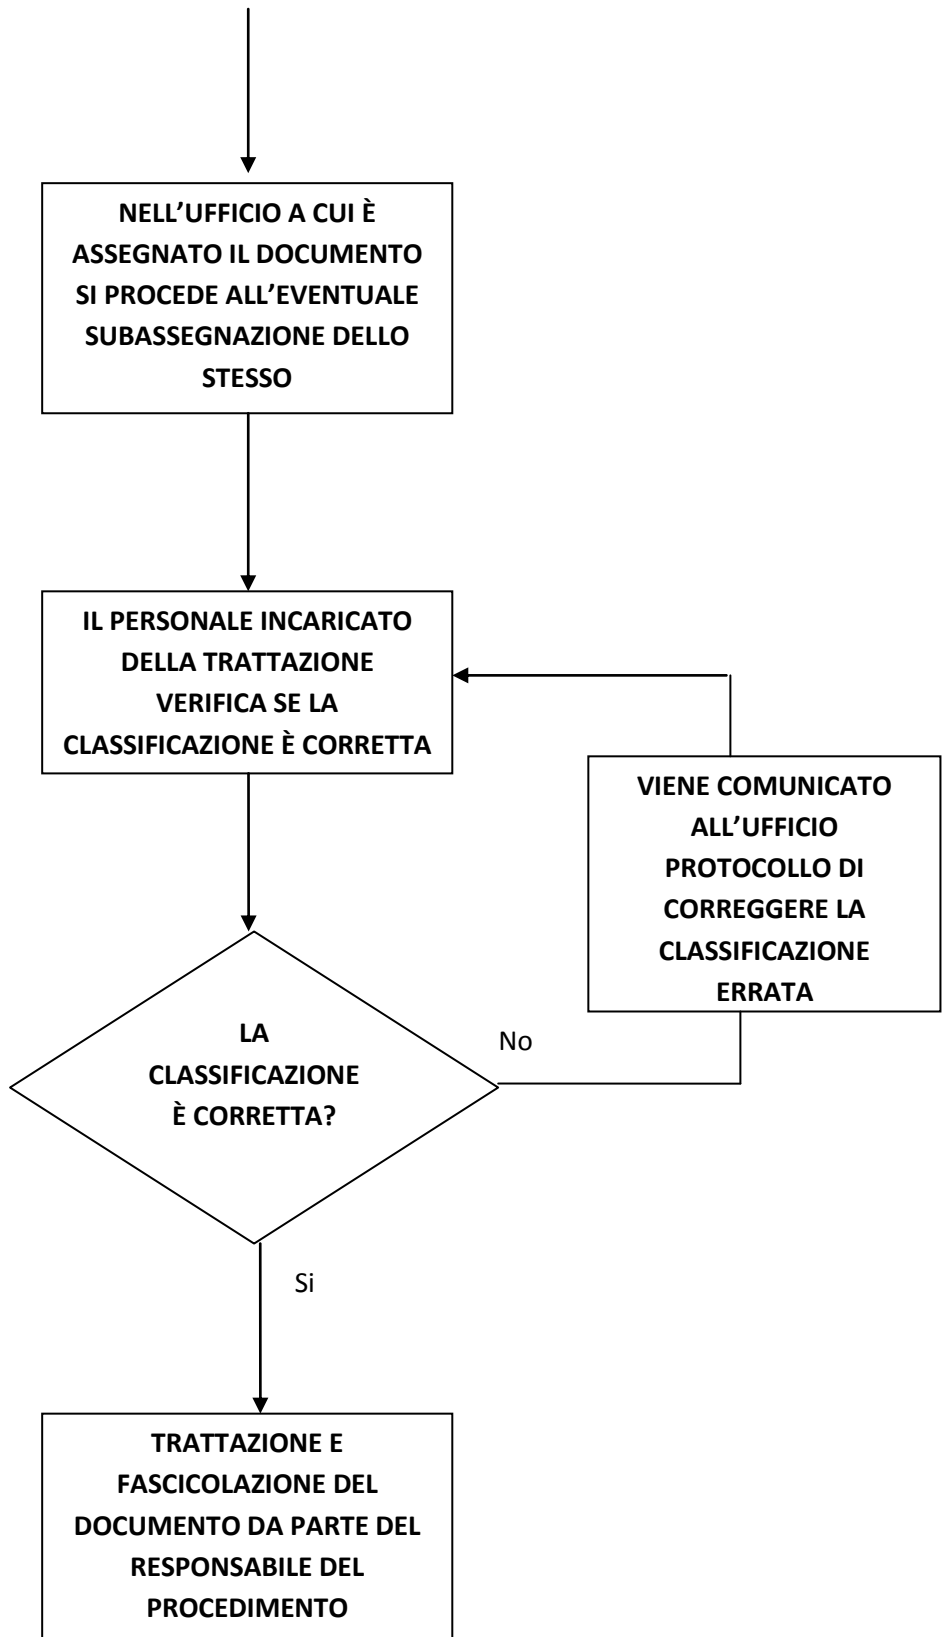 NELL’UFFICIO A CUI È
ASSEGNATO IL DOCUMENTO
SI PROCEDE ALL’EVENTUALE
SUBASSEGNAZIONE DELLO
STESSO
IL PERSONALE INCARICATO
DELLA TRATTAZIONE
VERIFICA SE LA
CLASSIFICAZIONE È CORRETTA
VIENE COMUNICATO
ALL’UFFICIO
PROTOCOLLO DI
CORREGGERE LA
CLASSIFICAZIONE
ERRATA
LA
CLASSIFICAZIONE
È CORRETTA?
No
Si
TRATTAZIONE E
FASCICOLAZIONE DEL
DOCUMENTO DA PARTE DEL
RESPONSABILE DEL
PROCEDIMENTO